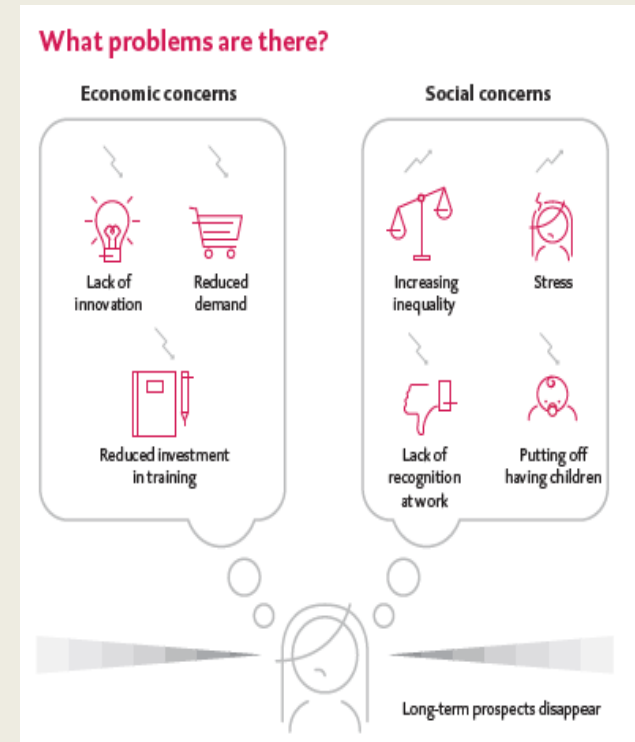 What problems are there?
Economic concerns
Lack of
innovation
Reduced
demand
Reduced investment
in training
Social concerns
Increasing
inequality
Stress
Lack of
recognition
at work
Putting off
having children
Long-term prospects disappear